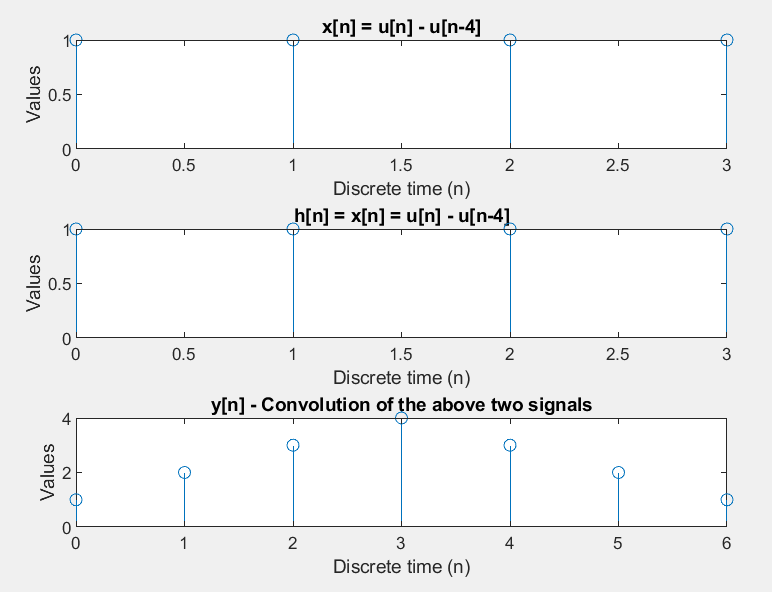 x[n] = u[n] - u[n-4]
1
0.5
0
Values
0 0.5 1 1.5 2 2.5 3
Discrete time (n)
h[n] = x[n] = u[n] - u[n-4]
1
0.5
0
Values
0 0.5 1 1.5 2 2.5 3
Discrete time (n)
y[n] - Convolution of the above two signals
4
2
0
Values
0 1 2 3 4 5 6
Discrete time (n)